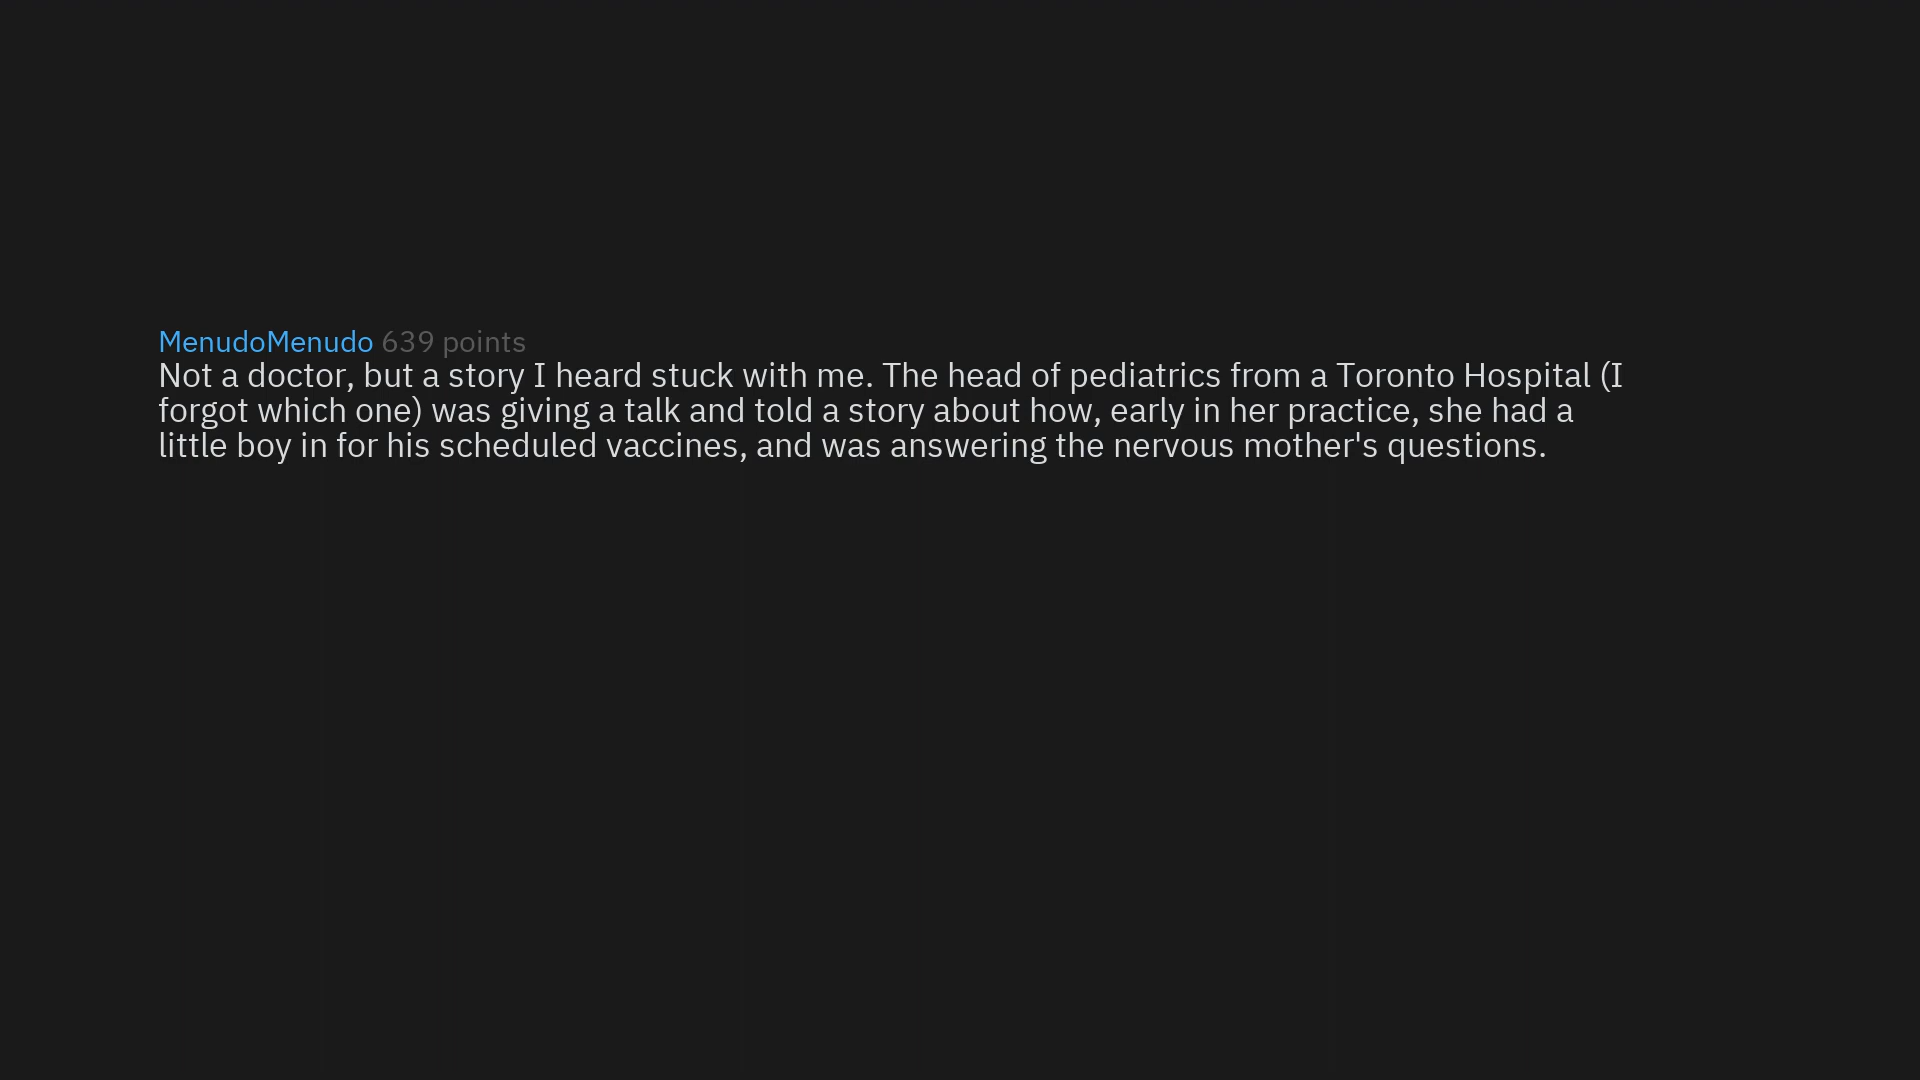 MenudoMenudo 639 points
Not a doctor, but a story I heard stuck with me. The head of pediatrics from a Toronto Hospital (I
forgot which one) was giving a talk and told a story about how, early in her practice, she had a
little boy in for his scheduled vaccines, and was answering the nervous mother's questions.